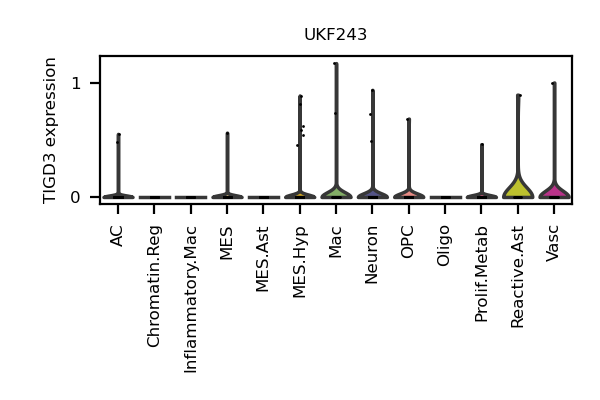 UKF243
TIGD3 expression
1
0
AC
Chromatin.Reg
Inflammatory.Mac
MES
MES.Ast
MES.Hyp
Mac
Neuron
OPC
Oligo
Prolif.Metab
Reactive.Ast
Vasc